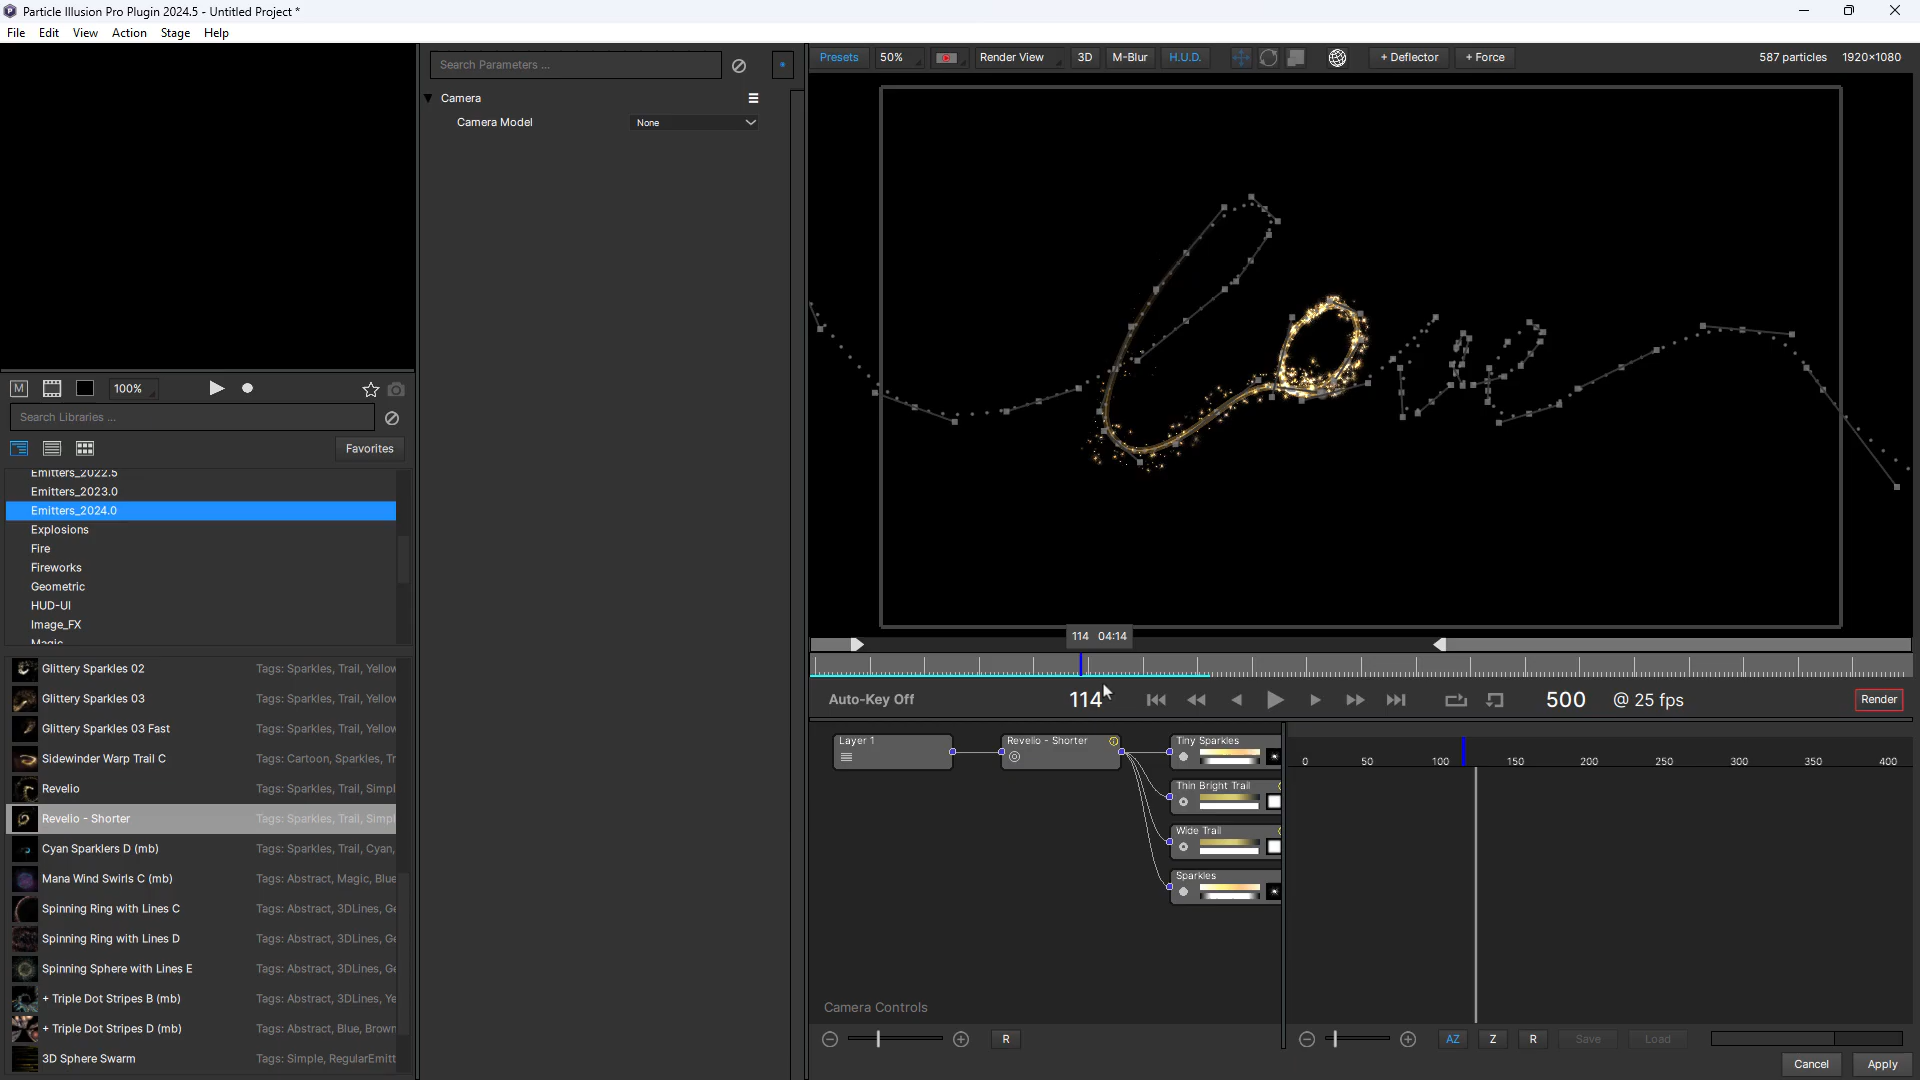 Particle Illusion Pro Plugin 2024.5 - Untitled Project *
File Edit View Action Stage Help
Search Parameters ...
Camera
Camera Model None
Presets 50% Render View 3D M-Blur H.U.D. + Deflector + Force 587 particles 1920×1080
love
M 100%
Search Libraries ...
Favorites
Emitters_2022.5
Emitters_2023.0
Emitters_2024.0
Explosions
Fire
Fireworks
Geometric
HUD-UI
Image_FX
Magic
Glittery Sparkles 02 Tags: Sparkles, Trail, Yellow
Glittery Sparkles 03 Tags: Sparkles, Trail, Yellow
Glittery Sparkles 03 Fast Tags: Sparkles, Trail, Yellow
Sidewinder Warp Trail C Tags: Cartoon, Sparkles, Tr
Revelio Tags: Sparkles, Trail, Simpl
Revelio - Shorter Tags: Sparkles, Trail, Simpl
Cyan Sparklers D (mb) Tags: Sparkles, Trail, Cyan,
Mana Wind Swirls C (mb) Tags: Abstract, Magic, Blue
Spinning Ring with Lines C Tags: Abstract, 3DLines, Ge
Spinning Ring with Lines D Tags: Abstract, 3DLines, Ge
Spinning Sphere with Lines E Tags: Abstract, 3DLines, Ge
+ Triple Dot Stripes B (mb) Tags: Abstract, 3DLines, Ye
+ Triple Dot Stripes D (mb) Tags: Abstract, Blue, Brown
3D Sphere Swarm Tags: Simple, RegularEmitt
114 04:14
Auto-Key Off 114 500 @ 25 fps Render
Layer 1
Revelio - Shorter
Tiny Sparkles
Thin Bright Trail
Wide Trail
Sparkles
0 50 100 150 200 250 300 350 400
Camera Controls
R AZ Z R Save Load
Cancel Apply